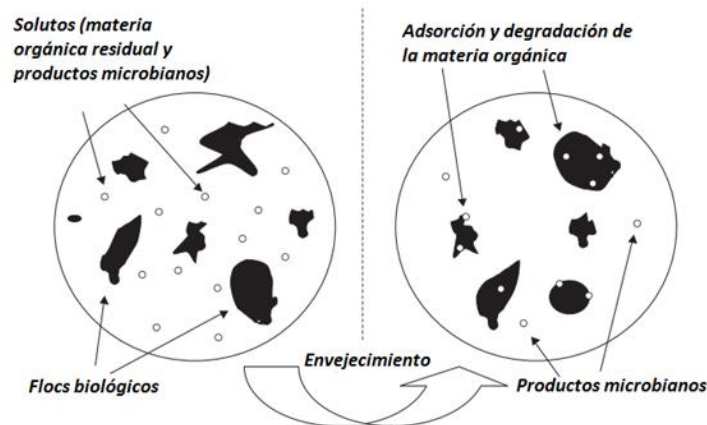 Solutos (materia
orgánica residual y
productos microbianos)
Adsorción y degradación de
la materia orgánica
Envejecimiento
Flocs biológicos
Productos microbianos